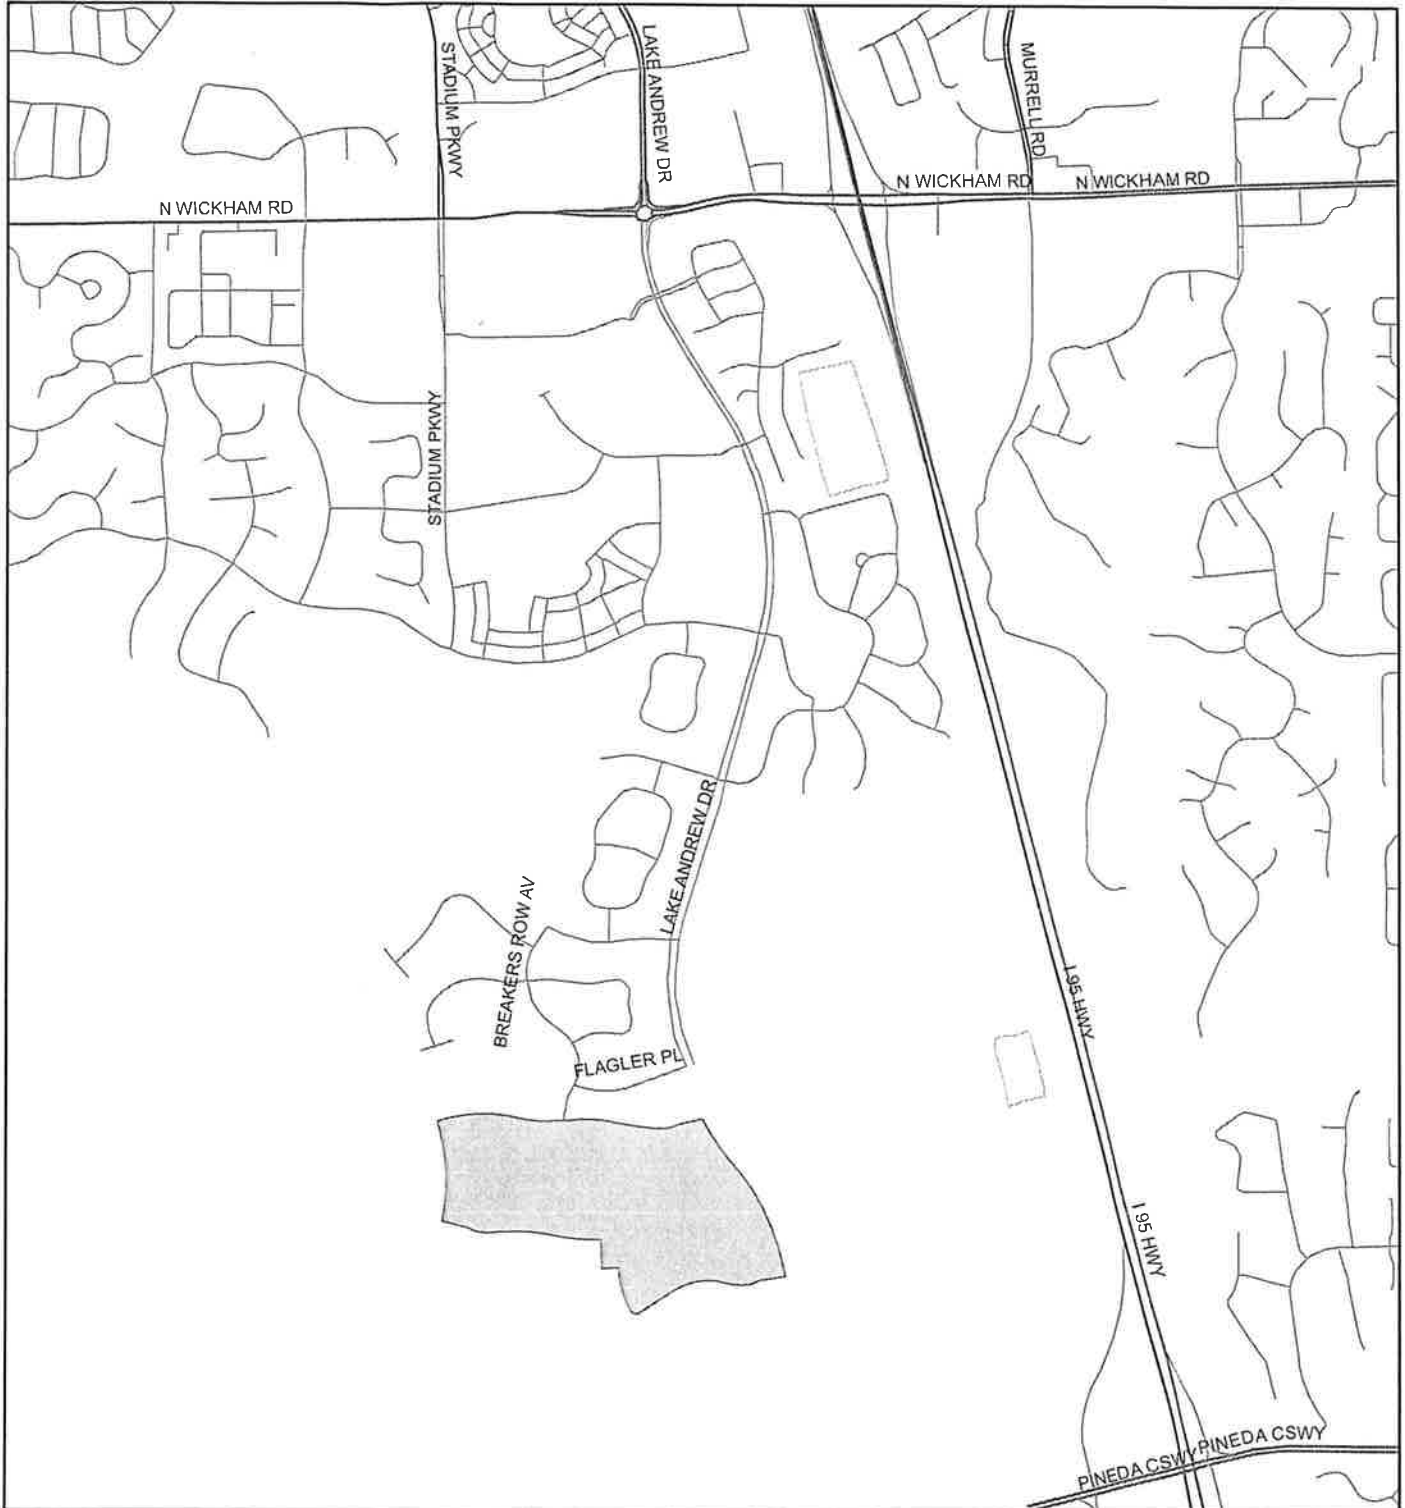 STADIUM PKWY
LAKE ANDREW DR
MURRELL RD
N WICKHAM RD
N WICKHAM RD
N WICKHAM RD
STADIUM PKWY
LAKE ANDREW DR
BREAKERS ROW AV
FLAGLER PL
I 95 HWY
I 95 HWY
PINEDA CSWY
PINEDA CSWY